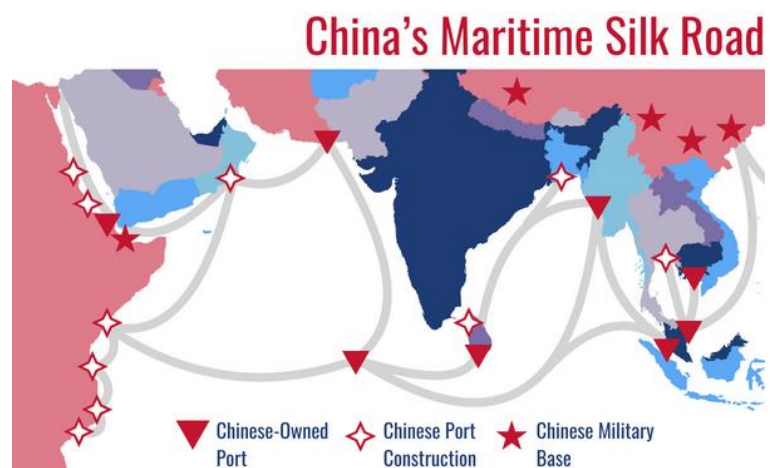 China's Maritime Silk Road
Chinese-Owned
Port
Chinese Port
Construction
Chinese Military
Base